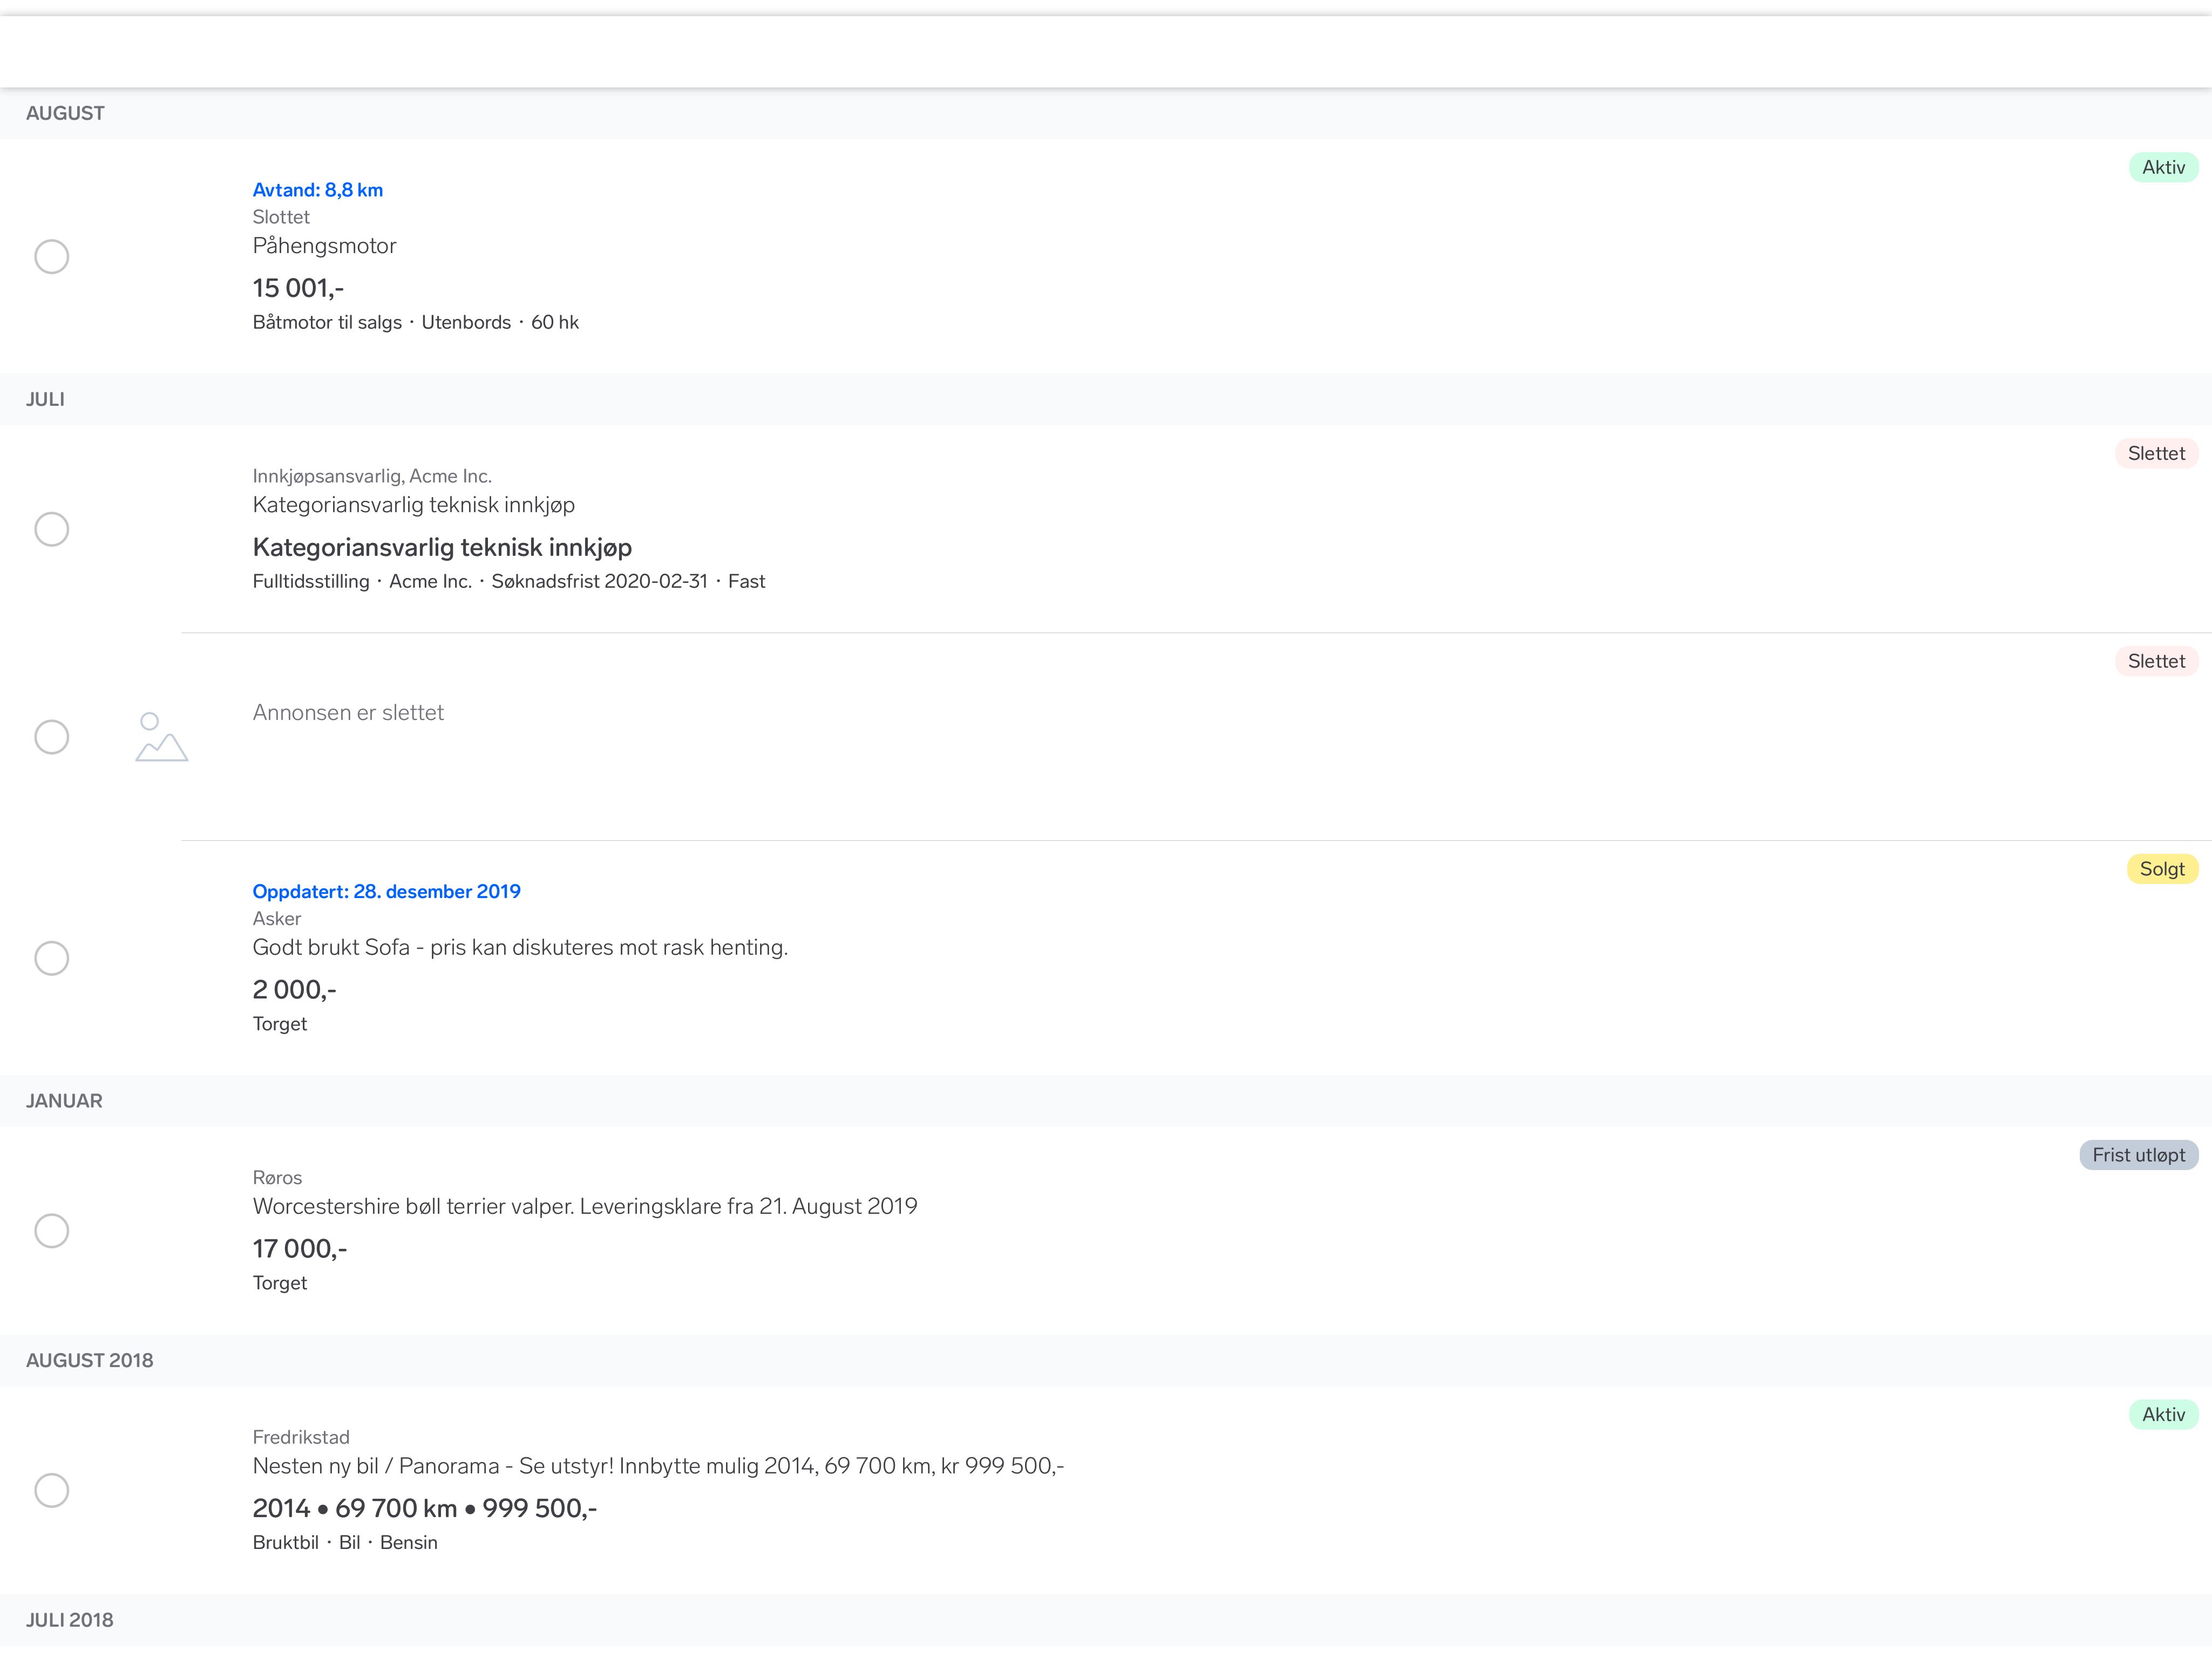 AUGUST
Aktiv
Avtand: 8,8 km
Slottet
Påhengsmotor
15 001,-
Båtmotor til salgs · Utenbords · 60 hk
JULI
Slettet
Innkjøpsansvarlig, Acme Inc.
Kategoriansvarlig teknisk innkjøp
Kategoriansvarlig teknisk innkjøp
Fulltidsstilling · Acme Inc. · Søknadsfrist 2020-02-31 · Fast
Slettet
Annonsen er slettet
Solgt
Oppdatert: 28. desember 2019
Asker
Godt brukt Sofa - pris kan diskuteres mot rask henting.
2 000,-
Torget
JANUAR
Frist utløpt
Røros
Worcestershire bøll terrier valper. Leveringsklare fra 21. August 2019
17 000,-
Torget
AUGUST 2018
Aktiv
Fredrikstad
Nesten ny bil / Panorama - Se utstyr! Innbytte mulig 2014, 69 700 km, kr 999 500,-
2014 • 69 700 km • 999 500,-
Bruktbil · Bil · Bensin
JULI 2018